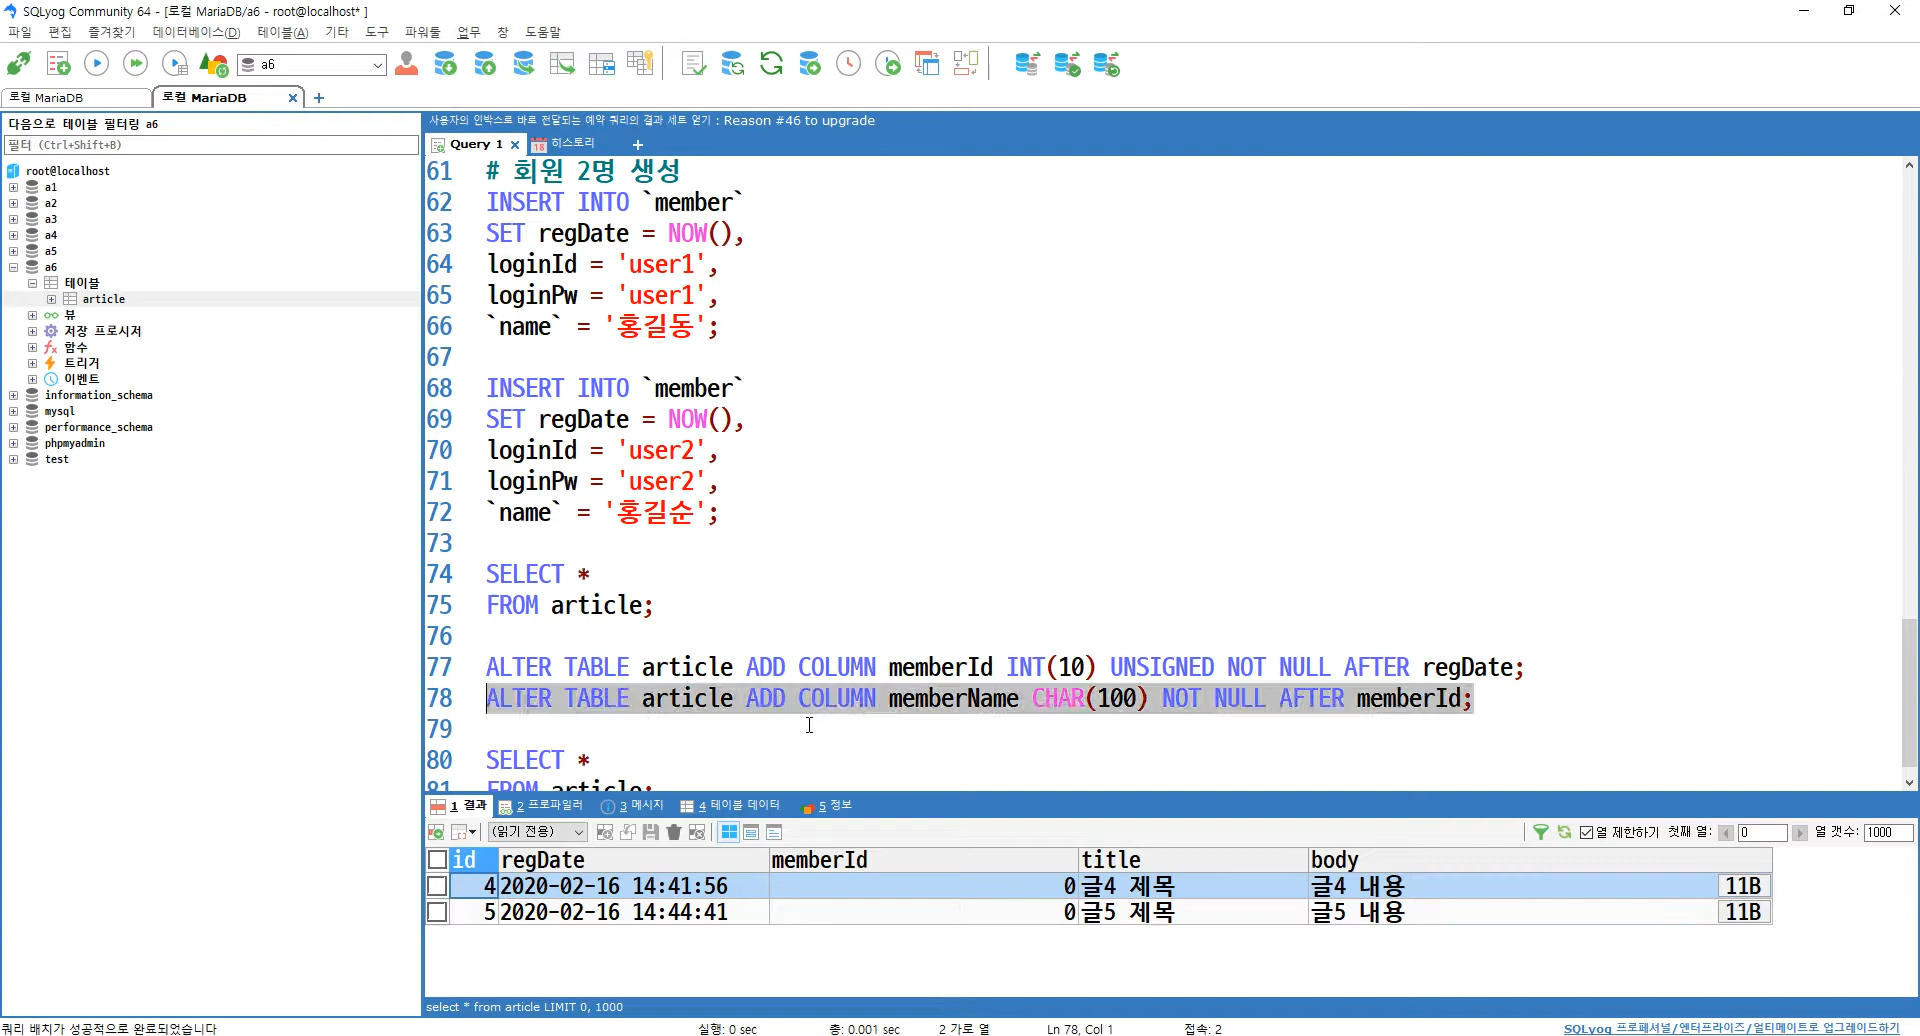 SQLyog Community 64 - [로컬 MariaDB/a6 - root@localhost* ]
파일 편집 즐겨찾기 데이터베이스(D) 테이블(A) 기타 도구 파워툴 업무 창 도움말
a6
로컬 MariaDB 로컬 MariaDB
다음으로 테이블 필터링 a6
필터 (Ctrl+Shift+B)
root@localhost
a1
a2
a3
a4
a5
a6
테이블
article
뷰
저장 프로시저
함수
트리거
이벤트
information_schema
mysql
performance_schema
phpmyadmin
test
사용자의 인박스로 바로 전달되는 예약 쿼리의 결과 세트 얻기 : Reason #46 to upgrade
Query 1 18 히스토리
61 # 회원 2명 생성
62 INSERT INTO `member`
63 SET regDate = NOW(),
64 loginId = 'user1',
65 loginPw = 'user1',
66 `name` = '홍길동';
67
68 INSERT INTO `member`
69 SET regDate = NOW(),
70 loginId = 'user2',
71 loginPw = 'user2',
72 `name` = '홍길순';
73
74 SELECT *
75 FROM article;
76
77 ALTER TABLE article ADD COLUMN memberId INT(10) UNSIGNED NOT NULL AFTER regDate;
78 ALTER TABLE article ADD COLUMN memberName CHAR(100) NOT NULL AFTER memberId;
79
80 SELECT *
81 FROM article;
1 결과 2 프로파일러 3 메시지 4 테이블 데이터 5 정보
(읽기 전용) 열 제한하기 첫째 열: 0 열 갯수: 1000
id regDate memberId title body
4 2020-02-16 14:41:56 0 글4 제목 글4 내용 11B
5 2020-02-16 14:44:41 0 글5 제목 글5 내용 11B
select * from article LIMIT 0, 1000
쿼리 배치가 성공적으로 완료되었습니다 실행: 0 sec 총: 0.001 sec 2 가로 열 Ln 78, Col 1 접속: 2 SQLyog 프로페셔널/엔터프라이즈/얼티메이트로 업그레이드하기